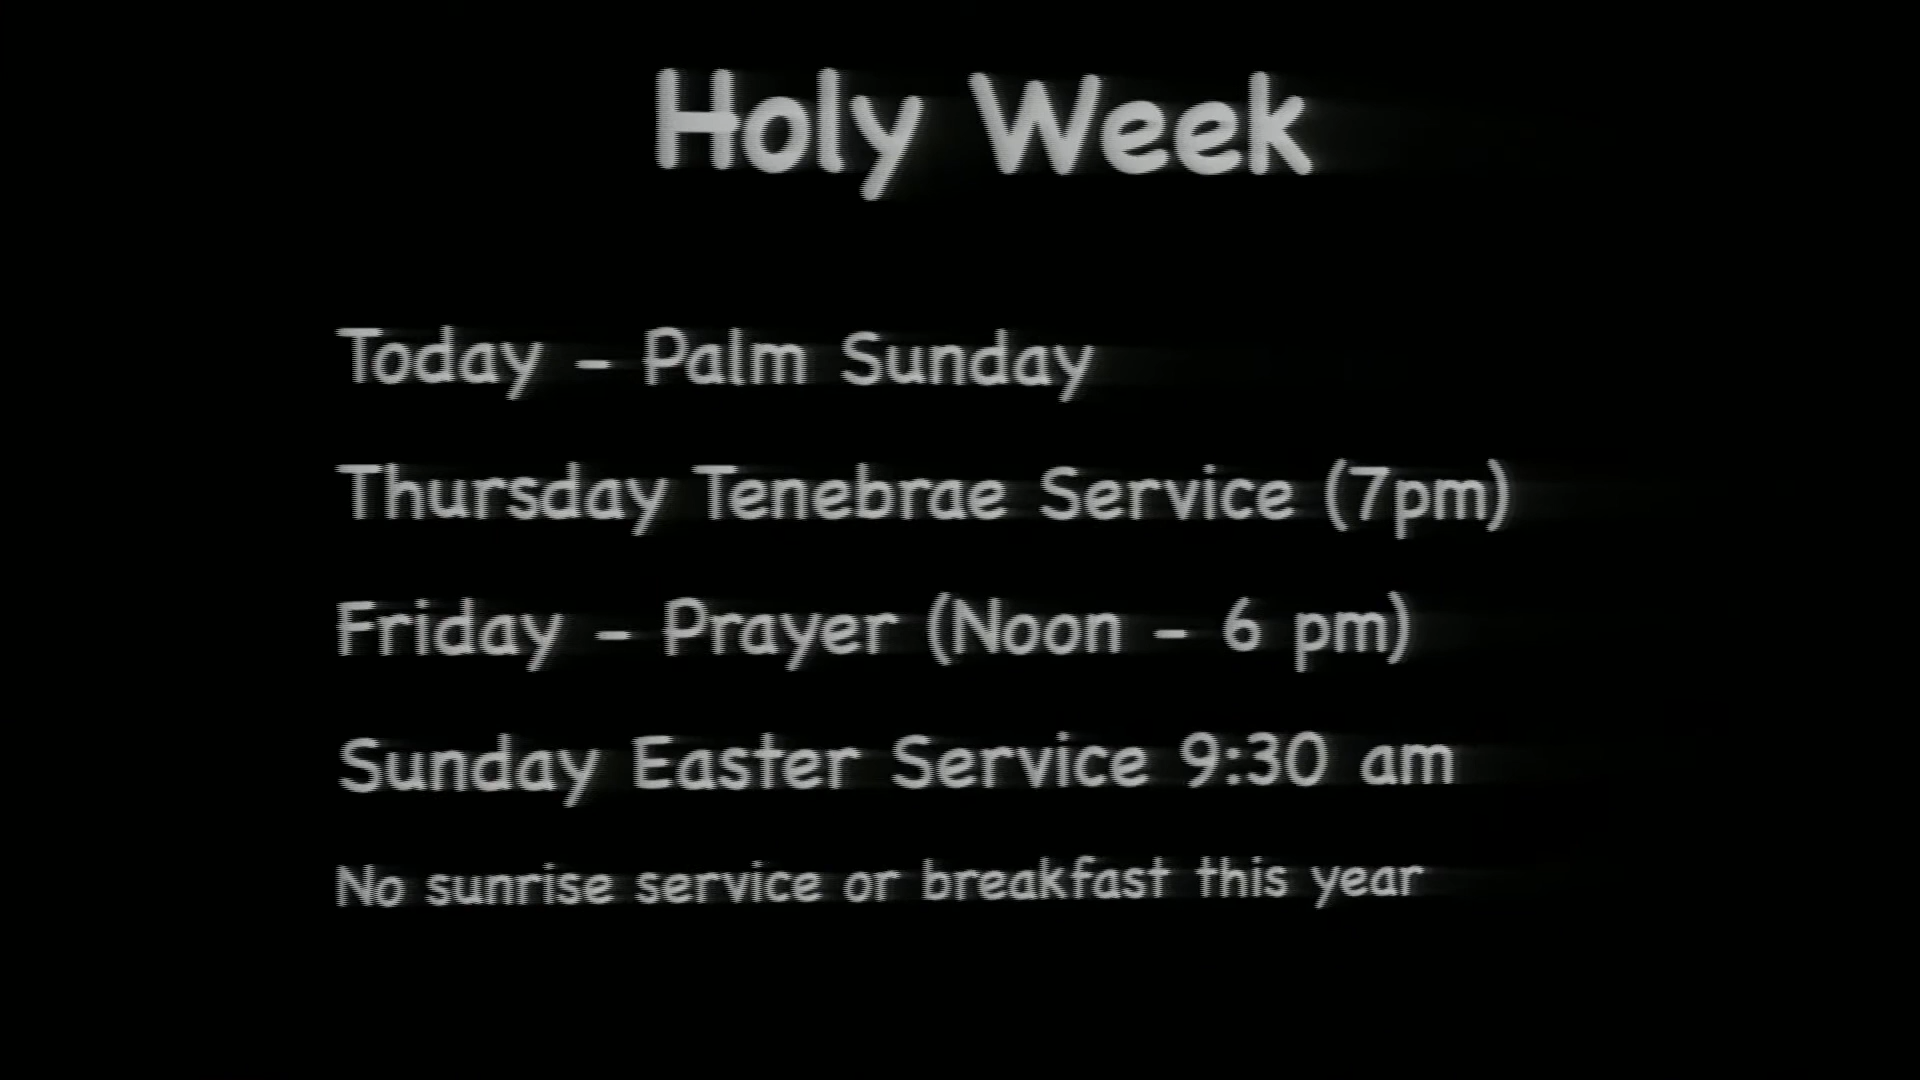 Holy Week
Today - Palm Sunday
Thursday Tenebrae Service (7pm)
Friday - Prayer (Noon - 6 pm)
Sunday Easter Service 9:30 am
No sunrise service or breakfast this year